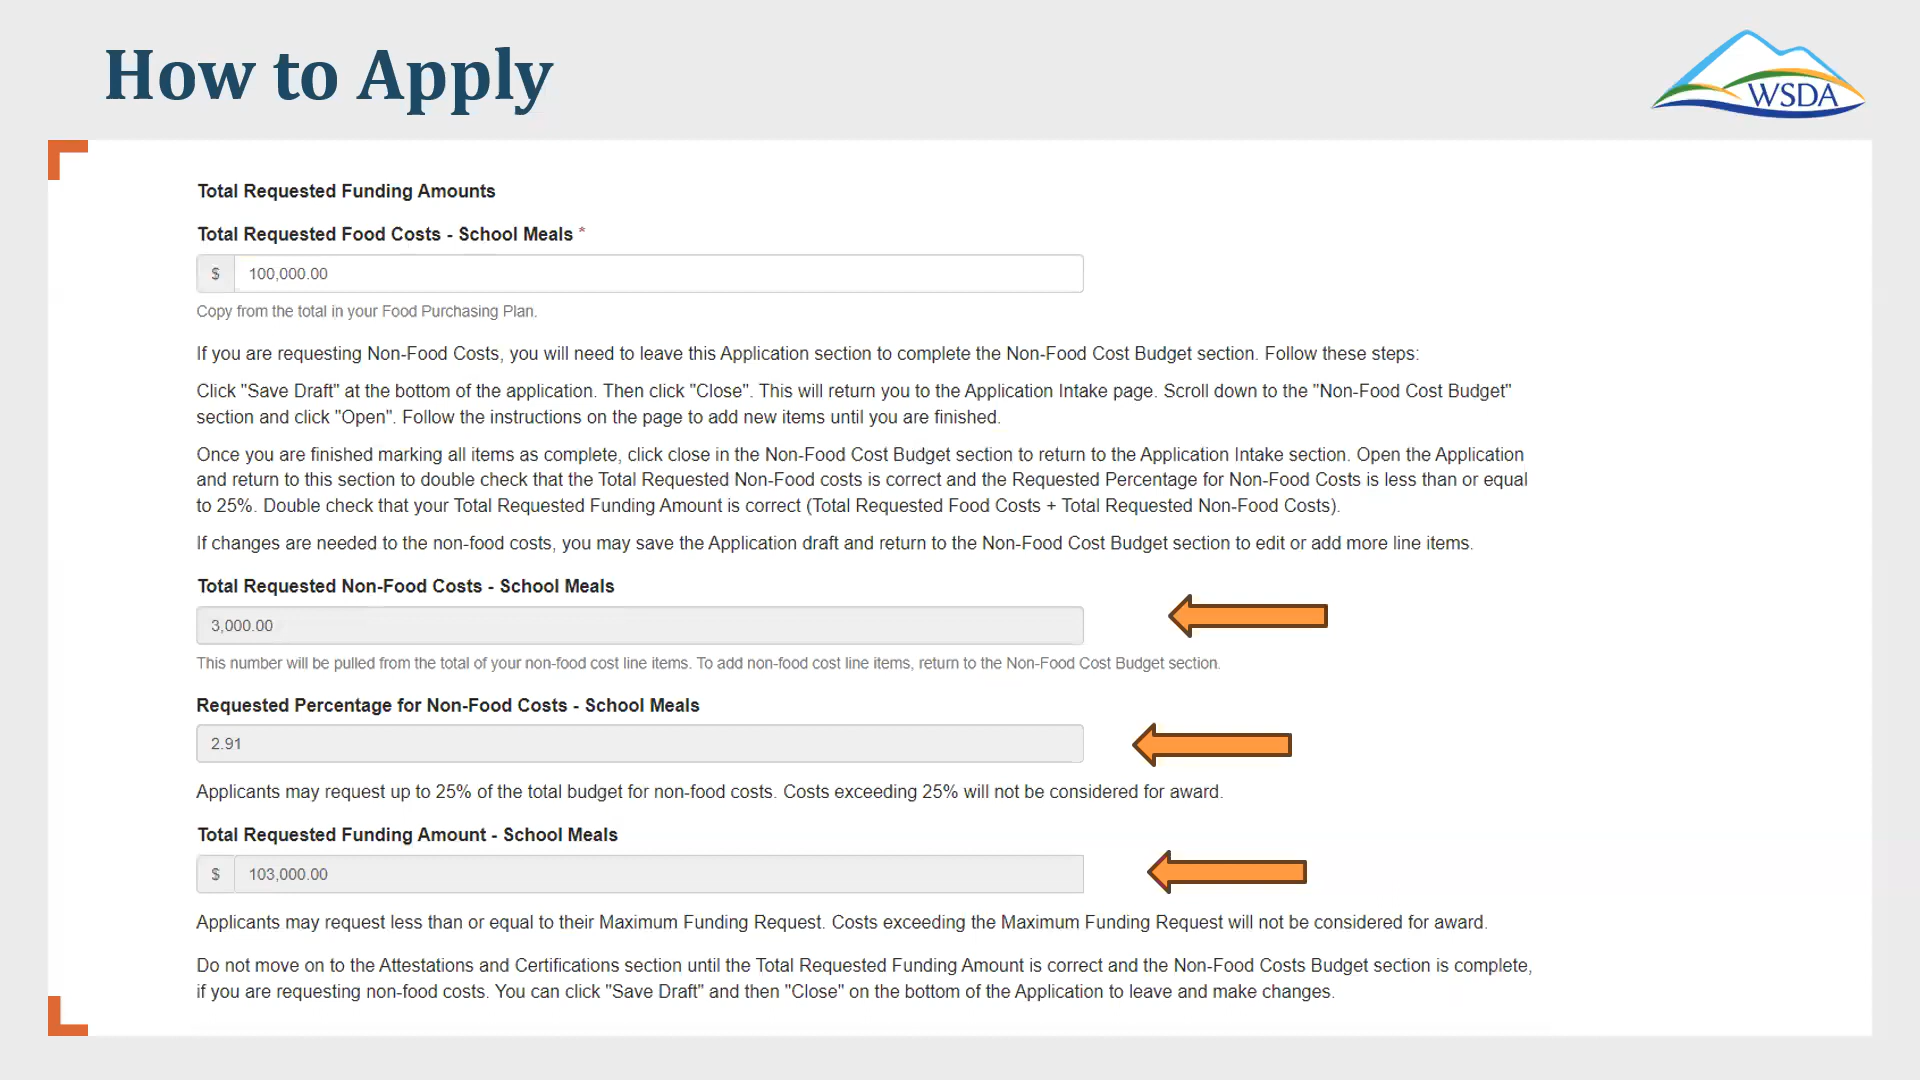 How to Apply
WSDA
Total Requested Funding Amounts
Total Requested Food Costs - School Meals *
$ 100,000.00
Copy from the total in your Food Purchasing Plan.
If you are requesting Non-Food Costs, you will need to leave this Application section to complete the Non-Food Cost Budget section. Follow these steps:
Click "Save Draft" at the bottom of the application. Then click "Close". This will return you to the Application Intake page. Scroll down to the "Non-Food Cost Budget"
section and click "Open". Follow the instructions on the page to add new items until you are finished.
Once you are finished marking all items as complete, click close in the Non-Food Cost Budget section to return to the Application Intake section. Open the Application
and return to this section to double check that the Total Requested Non-Food costs is correct and the Requested Percentage for Non-Food Costs is less than or equal
to 25%. Double check that your Total Requested Funding Amount is correct (Total Requested Food Costs + Total Requested Non-Food Costs).
If changes are needed to the non-food costs, you may save the Application draft and return to the Non-Food Cost Budget section to edit or add more line items.
Total Requested Non-Food Costs - School Meals
3,000.00
This number will be pulled from the total of your non-food cost line items. To add non-food cost line items, return to the Non-Food Cost Budget section.
Requested Percentage for Non-Food Costs - School Meals
2.91
Applicants may request up to 25% of the total budget for non-food costs. Costs exceeding 25% will not be considered for award.
Total Requested Funding Amount - School Meals
$ 103,000.00
Applicants may request less than or equal to their Maximum Funding Request. Costs exceeding the Maximum Funding Request will not be considered for award.
Do not move on to the Attestations and Certifications section until the Total Requested Funding Amount is correct and the Non-Food Costs Budget section is complete,
if you are requesting non-food costs. You can click "Save Draft" and then "Close" on the bottom of the Application to leave and make changes.